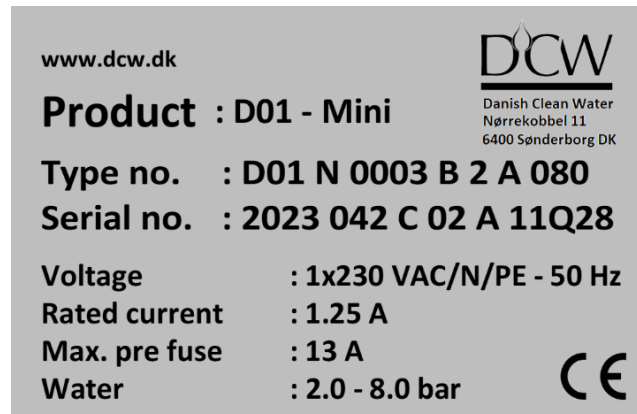 www.dcw.dk
DCW
Danish Clean Water
Nørrekobbel 11
6400 Sønderborg DK
Product : D01 - Mini
Type no. : D01 N 0003 B 2 A 080
Serial no. : 2023 042 C 02 A 11Q28
Voltage : 1x230 VAC/N/PE - 50 Hz
Rated current : 1.25 A
Max. pre fuse : 13 A
Water : 2.0 - 8.0 bar
CE